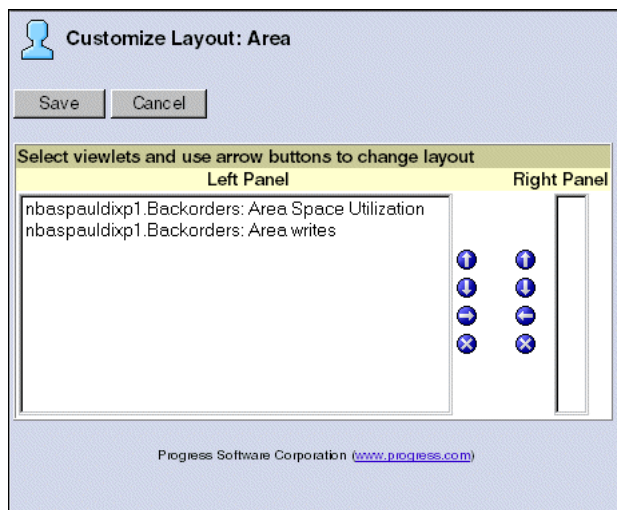 Customize Layout: Area
Save Cancel
Select viewlets and use arrow buttons to change layout
Left Panel Right Panel
nbaspauldixp1.Backorders: Area Space Utilization
nbaspauldixp1.Backorders: Area writes
Progress Software Corporation (www.progress.com)